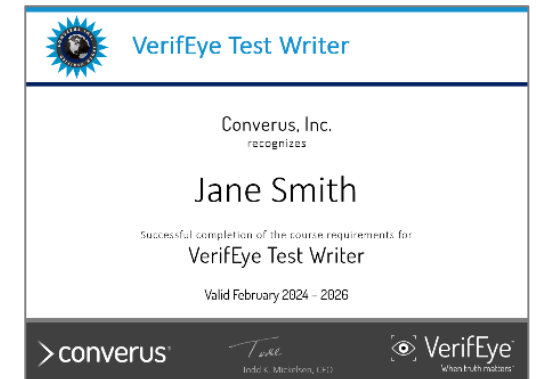 VerifEye Test Writer
Converus, Inc.
recognizes
Jane Smith
Successful completion of the course requirements for
VerifEye Test Writer
Valid February 2024 – 2026
converus
Todd K. Mickelsen, CEO
VerifEye
When truth matters